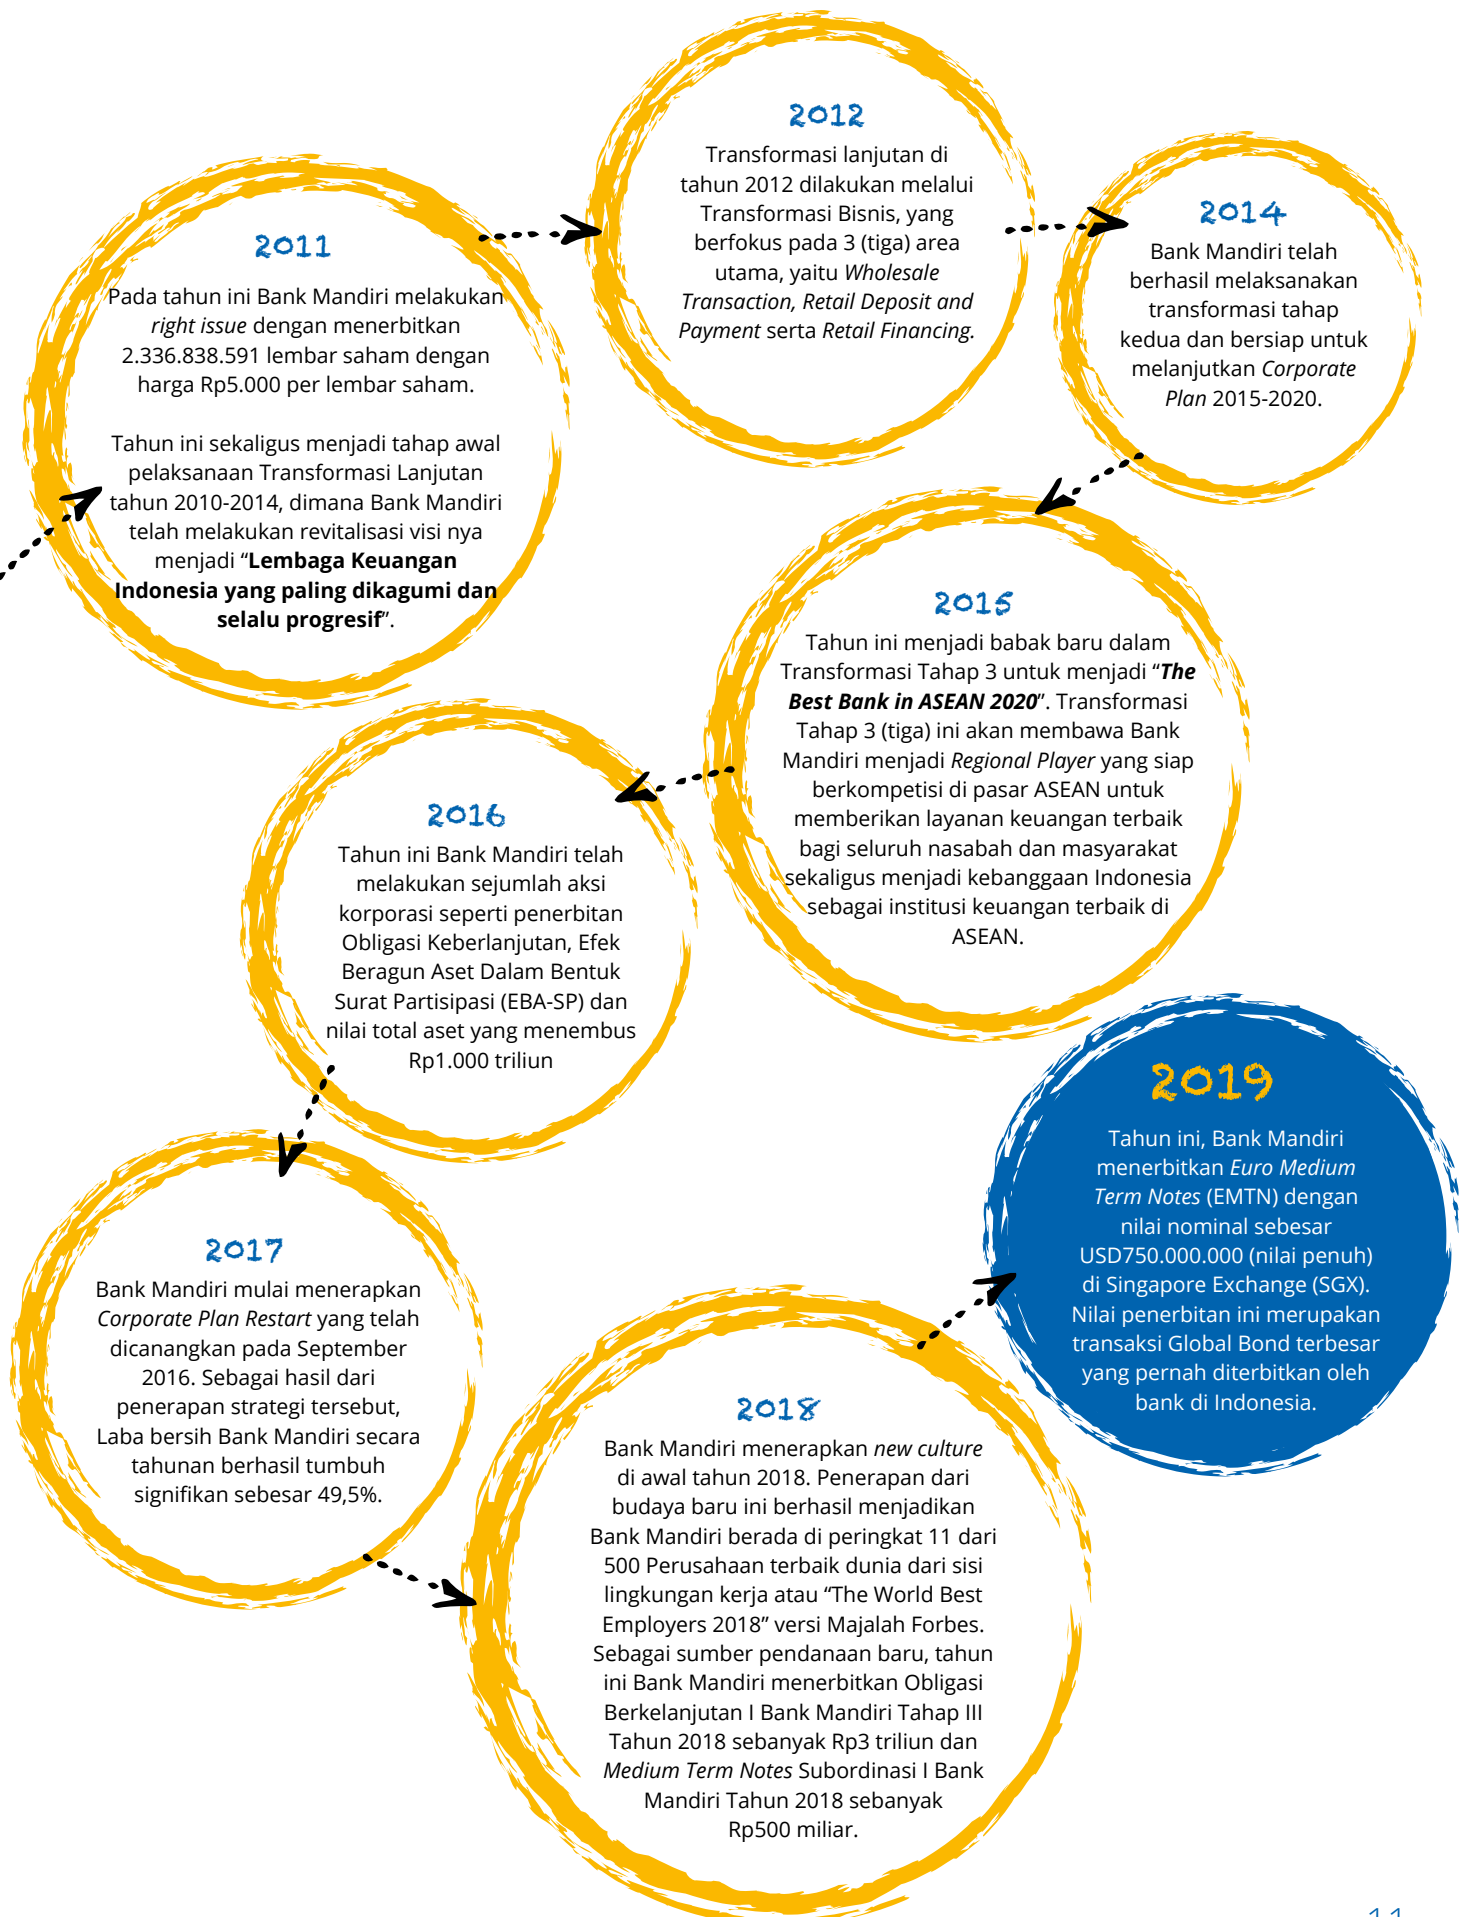 2011
Pada tahun ini Bank Mandiri melakukan
right issue dengan menerbitkan
2.336.838.591 lembar saham dengan
harga Rp5.000 per lembar saham.
Tahun ini sekaligus menjadi tahap awal
pelaksanaan Transformasi Lanjutan
tahun 2010-2014, dimana Bank Mandiri
telah melakukan revitalisasi visi nya
menjadi “Lembaga Keuangan
Indonesia yang paling dikagumi dan
selalu progresif”.
2012
Transformasi lanjutan di
tahun 2012 dilakukan melalui
Transformasi Bisnis, yang
berfokus pada 3 (tiga) area
utama, yaitu Wholesale
Transaction, Retail Deposit and
Payment serta Retail Financing.
2014
Bank Mandiri telah
berhasil melaksanakan
transformasi tahap
kedua dan bersiap untuk
melanjutkan Corporate
Plan 2015-2020.
2015
Tahun ini menjadi babak baru dalam
Transformasi Tahap 3 untuk menjadi “The
Best Bank in ASEAN 2020”. Transformasi
Tahap 3 (tiga) ini akan membawa Bank
Mandiri menjadi Regional Player yang siap
berkompetisi di pasar ASEAN untuk
memberikan layanan keuangan terbaik
bagi seluruh nasabah dan masyarakat
sekaligus menjadi kebanggaan Indonesia
sebagai institusi keuangan terbaik di
ASEAN.
2016
Tahun ini Bank Mandiri telah
melakukan sejumlah aksi
korporasi seperti penerbitan
Obligasi Keberlanjutan, Efek
Beragun Aset Dalam Bentuk
Surat Partisipasi (EBA-SP) dan
nilai total aset yang menembus
Rp1.000 triliun
2017
Bank Mandiri mulai menerapkan
Corporate Plan Restart yang telah
dicanangkan pada September
2016. Sebagai hasil dari
penerapan strategi tersebut,
Laba bersih Bank Mandiri secara
tahunan berhasil tumbuh
signifikan sebesar 49,5%.
2018
Bank Mandiri menerapkan new culture
di awal tahun 2018. Penerapan dari
budaya baru ini berhasil menjadikan
Bank Mandiri berada di peringkat 11 dari
500 Perusahaan terbaik dunia dari sisi
lingkungan kerja atau “The World Best
Employers 2018” versi Majalah Forbes.
Sebagai sumber pendanaan baru, tahun
ini Bank Mandiri menerbitkan Obligasi
Berkelanjutan I Bank Mandiri Tahap III
Tahun 2018 sebanyak Rp3 triliun dan
Medium Term Notes Subordinasi I Bank
Mandiri Tahun 2018 sebanyak
Rp500 miliar.
2019
Tahun ini, Bank Mandiri
menerbitkan Euro Medium
Term Notes (EMTN) dengan
nilai nominal sebesar
USD750.000.000 (nilai penuh)
di Singapore Exchange (SGX).
Nilai penerbitan ini merupakan
transaksi Global Bond terbesar
yang pernah diterbitkan oleh
bank di Indonesia.